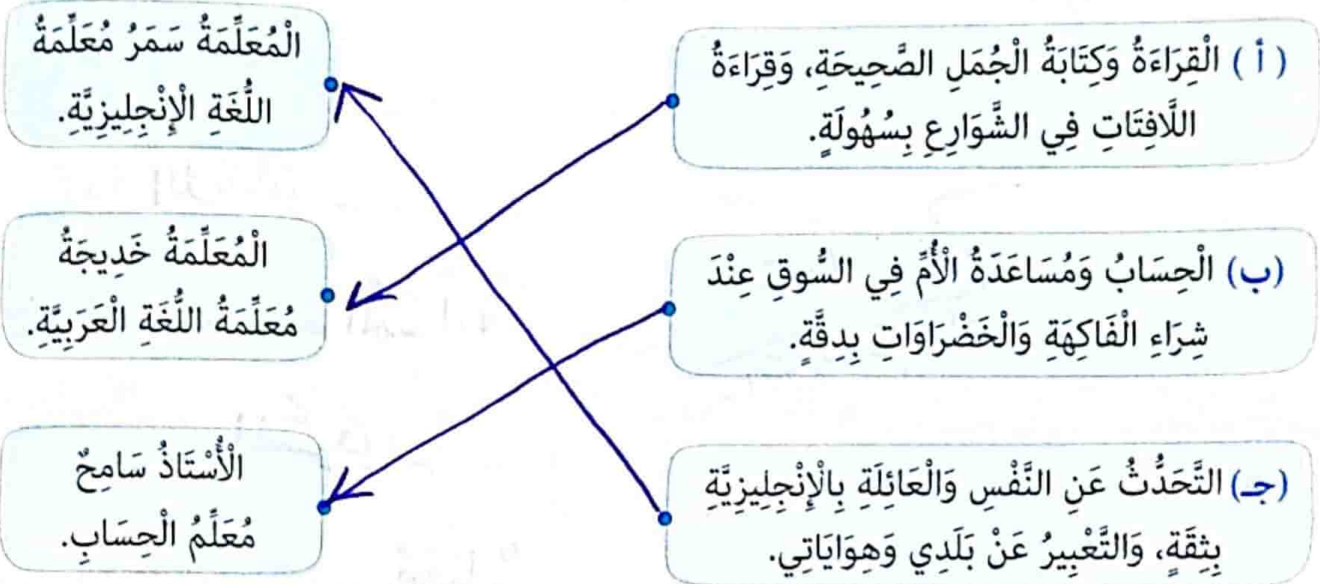 (أ) الْقِرَاءَةُ وَكِتَابَةُ الْجُمَلِ الصَّحِيحَةِ، وَقِرَاءَةُ
اللَّافِتَاتِ فِي الشَّوَارِعِ بِسُهُولَةٍ.
(ب) الْحِسَابُ وَمُسَاعَدَةُ الْأُمِّ فِي السُّوقِ عِنْدَ
شِرَاءِ الْفَاكِهَةِ وَالْخَضْرَاوَاتِ بِدِقَّةٍ.
(جـ) التَّحَدُّثُ عَنِ النَّفْسِ وَالْعَائِلَةِ بِالْإِنْجِلِيزِيَّةِ
بِثِقَةٍ، وَالتَّعْبِيرُ عَنْ بَلَدِي وَهِوَايَاتِي.
الْمُعَلِّمَةُ سَمَرُ مُعَلِّمَةُ
اللُّغَةِ الْإِنْجِلِيزِيَّةِ.
الْمُعَلِّمَةُ خَدِيجَةُ
مُعَلِّمَةُ اللُّغَةِ الْعَرَبِيَّةِ.
الْأُسْتَاذُ سَامِحٌ
مُعَلِّمُ الْحِسَابِ.